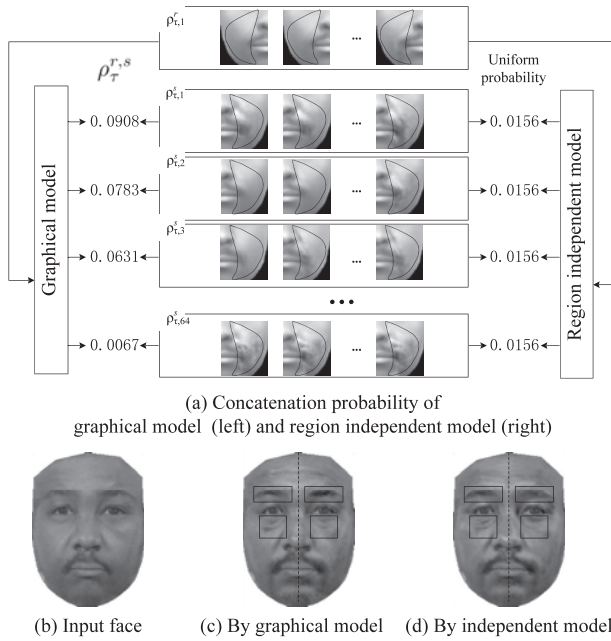 ρ^r_{τ,1}
ρ^{r,s}_τ
Uniform
probability
Graphical model
Region independent model
ρ^s_{τ,1}
0.0908
0.0156
ρ^s_{τ,2}
0.0783
0.0156
ρ^s_{τ,3}
0.0631
0.0156
ρ^s_{τ,64}
0.0067
0.0156
(a) Concatenation probability of
graphical model (left) and region independent model (right)
(b) Input face
(c) By graphical model
(d) By independent model